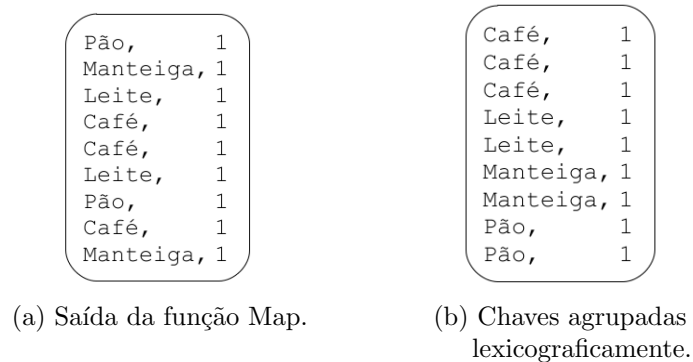 Pão, 1
Manteiga, 1
Leite, 1
Café, 1
Café, 1
Leite, 1
Pão, 1
Café, 1
Manteiga, 1
(a) Saída da função Map.
Café, 1
Café, 1
Café, 1
Leite, 1
Leite, 1
Manteiga, 1
Manteiga, 1
Pão, 1
Pão, 1
(b) Chaves agrupadas
lexicograficamente.